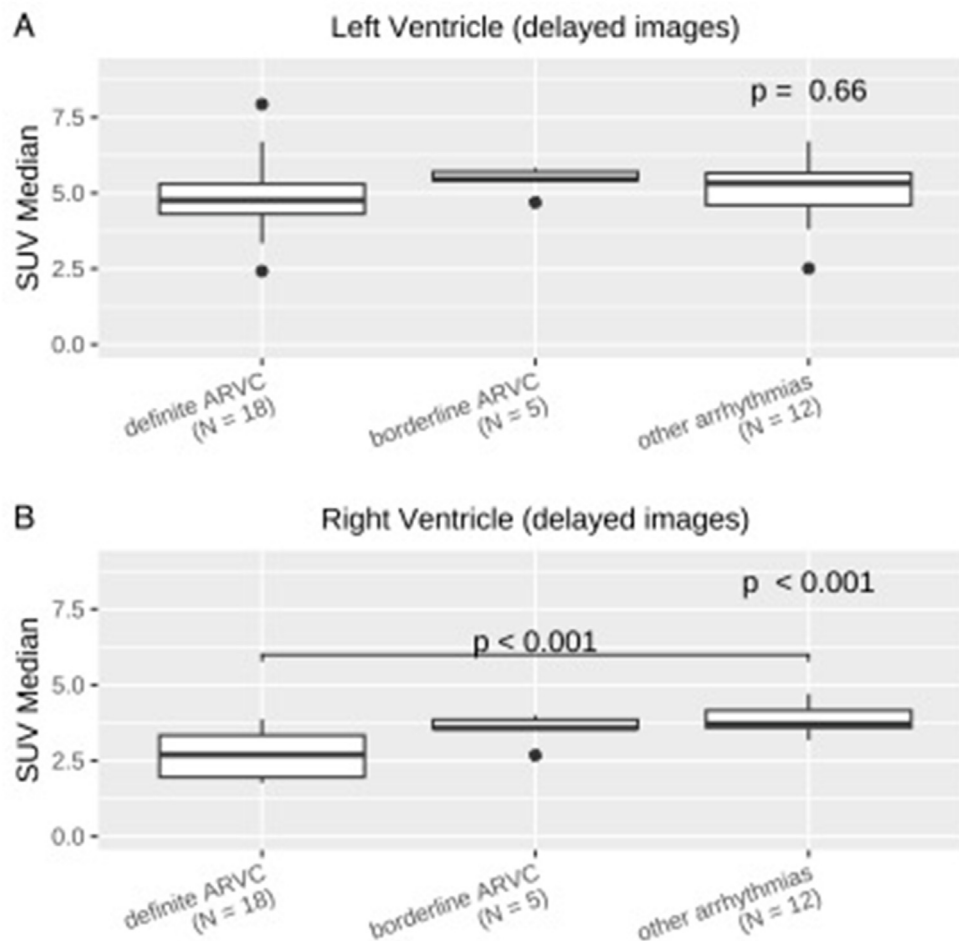 A
Left Ventricle (delayed images)
p = 0.66
SUV Median
7.5
5.0
2.5
0.0
definite ARVC
(N = 18)
borderline ARVC
(N = 5)
other arrhythmias
(N = 12)
B
Right Ventricle (delayed images)
p < 0.001
p < 0.001
SUV Median
7.5
5.0
2.5
0.0
definite ARVC
(N = 18)
borderline ARVC
(N = 5)
other arrhythmias
(N = 12)